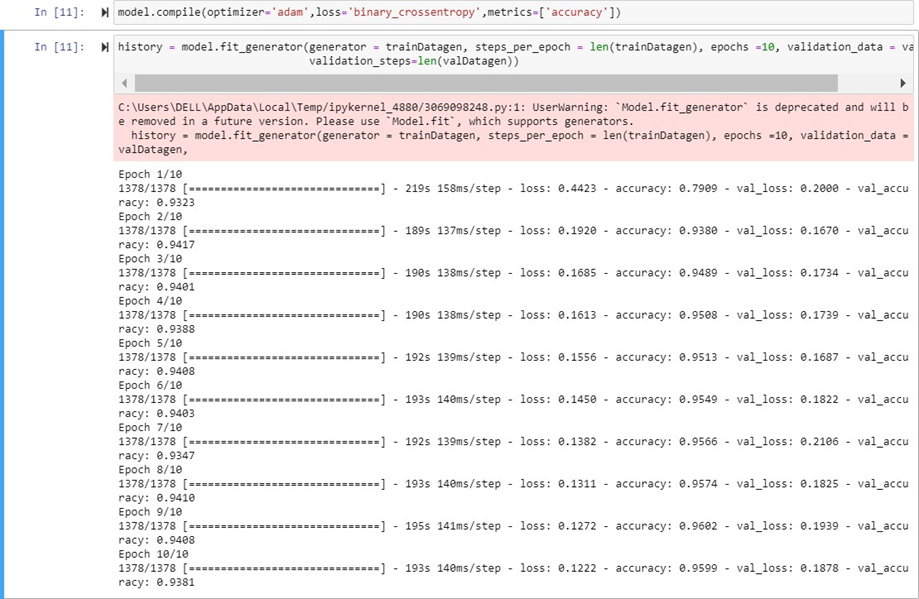 In [11]: model.compile(optimizer='adam',loss='binary_crossentropy',metrics=['accuracy'])
In [11]: history = model.fit_generator(generator = trainDatagen, steps_per_epoch = len(trainDatagen), epochs =10, validation_data = va
validation_steps=len(valDatagen))
C:\Users\DELL\AppData\Local\Temp/ipykernel_4880/3069098248.py:1: UserWarning: `Model.fit_generator` is deprecated and will b
e removed in a future version. Please use `Model.fit`, which supports generators.
history = model.fit_generator(generator = trainDatagen, steps_per_epoch = len(trainDatagen), epochs =10, validation_data =
valDatagen,
Epoch 1/10
1378/1378 [==============================] - 219s 158ms/step - loss: 0.4423 - accuracy: 0.7909 - val_loss: 0.2000 - val_accu
racy: 0.9323
Epoch 2/10
1378/1378 [==============================] - 189s 137ms/step - loss: 0.1920 - accuracy: 0.9380 - val_loss: 0.1670 - val_accu
racy: 0.9417
Epoch 3/10
1378/1378 [==============================] - 190s 138ms/step - loss: 0.1685 - accuracy: 0.9489 - val_loss: 0.1734 - val_accu
racy: 0.9401
Epoch 4/10
1378/1378 [==============================] - 190s 138ms/step - loss: 0.1613 - accuracy: 0.9508 - val_loss: 0.1739 - val_accu
racy: 0.9388
Epoch 5/10
1378/1378 [==============================] - 192s 139ms/step - loss: 0.1556 - accuracy: 0.9513 - val_loss: 0.1687 - val_accu
racy: 0.9408
Epoch 6/10
1378/1378 [==============================] - 193s 140ms/step - loss: 0.1450 - accuracy: 0.9549 - val_loss: 0.1822 - val_accu
racy: 0.9403
Epoch 7/10
1378/1378 [==============================] - 192s 139ms/step - loss: 0.1382 - accuracy: 0.9566 - val_loss: 0.2106 - val_accu
racy: 0.9347
Epoch 8/10
1378/1378 [==============================] - 193s 140ms/step - loss: 0.1311 - accuracy: 0.9574 - val_loss: 0.1825 - val_accu
racy: 0.9410
Epoch 9/10
1378/1378 [==============================] - 195s 141ms/step - loss: 0.1272 - accuracy: 0.9602 - val_loss: 0.1939 - val_accu
racy: 0.9408
Epoch 10/10
1378/1378 [==============================] - 193s 140ms/step - loss: 0.1222 - accuracy: 0.9599 - val_loss: 0.1878 - val_accu
racy: 0.9381